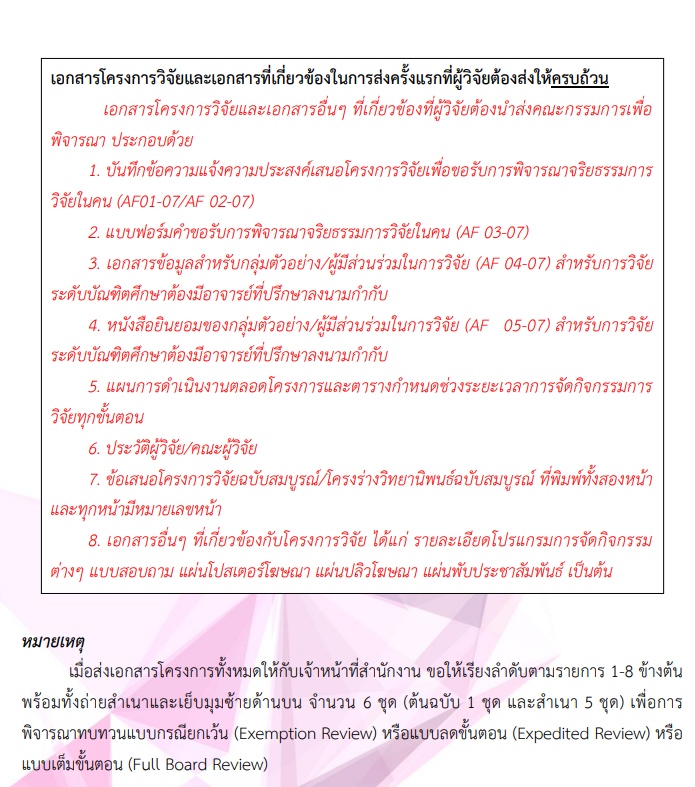 เอกสารโครงการวิจัยและเอกสารที่เกี่ยวข้องในการส่งครั้งแรกที่ผู้วิจัยต้องส่งให้ครบถ้วน
เอกสารโครงการวิจัยและเอกสารอื่นๆ ที่เกี่ยวข้องที่ผู้วิจัยต้องนำส่งคณะกรรมการเพื่อ
พิจารณา ประกอบด้วย
1. บันทึกข้อความแจ้งความประสงค์เสนอโครงการวิจัยเพื่อขอรับการพิจารณาจริยธรรมการ
วิจัยในคน (AF01-07/AF 02-07)
2. แบบฟอร์มคำขอรับการพิจารณาจริยธรรมการวิจัยในคน (AF 03-07)
3. เอกสารข้อมูลสำหรับกลุ่มตัวอย่าง/ผู้มีส่วนร่วมในการวิจัย (AF 04-07) สำหรับการวิจัย
ระดับบัณฑิตศึกษาต้องมีอาจารย์ที่ปรึกษาลงนามกำกับ
4. หนังสือยินยอมของกลุ่มตัวอย่าง/ผู้มีส่วนร่วมในการวิจัย (AF 05-07) สำหรับการวิจัย
ระดับบัณฑิตศึกษาต้องมีอาจารย์ที่ปรึกษาลงนามกำกับ
5. แผนการดำเนินงานตลอดโครงการและตารางกำหนดช่วงระยะเวลาการจัดกิจกรรมการ
วิจัยทุกขั้นตอน
6. ประวัติผู้วิจัย/คณะผู้วิจัย
7. ข้อเสนอโครงการวิจัยฉบับสมบูรณ์/โครงร่างวิทยานิพนธ์ฉบับสมบูรณ์ ที่พิมพ์ทั้งสองหน้า
และทุกหน้ามีหมายเลขหน้า
8. เอกสารอื่นๆ ที่เกี่ยวข้องกับโครงการวิจัย ได้แก่ รายละเอียดโปรแกรมการจัดกิจกรรม
ต่างๆ แบบสอบถาม แผ่นโปสเตอร์โฆษณา แผ่นปลิวโฆษณา แผ่นพับประชาสัมพันธ์ เป็นต้น
หมายเหตุ
เมื่อส่งเอกสารโครงการทั้งหมดให้กับเจ้าหน้าที่สำนักงาน ขอให้เรียงลำดับตามรายการ 1-8 ข้างต้น
พร้อมทั้งถ่ายสำเนาและเย็บมุมซ้ายด้านบน จำนวน 6 ชุด (ต้นฉบับ 1 ชุด และสำเนา 5 ชุด) เพื่อการ
พิจารณาทบทวนแบบกรณียกเว้น (Exemption Review) หรือแบบลดขั้นตอน (Expedited Review) หรือ
แบบเต็มขั้นตอน (Full Board Review)